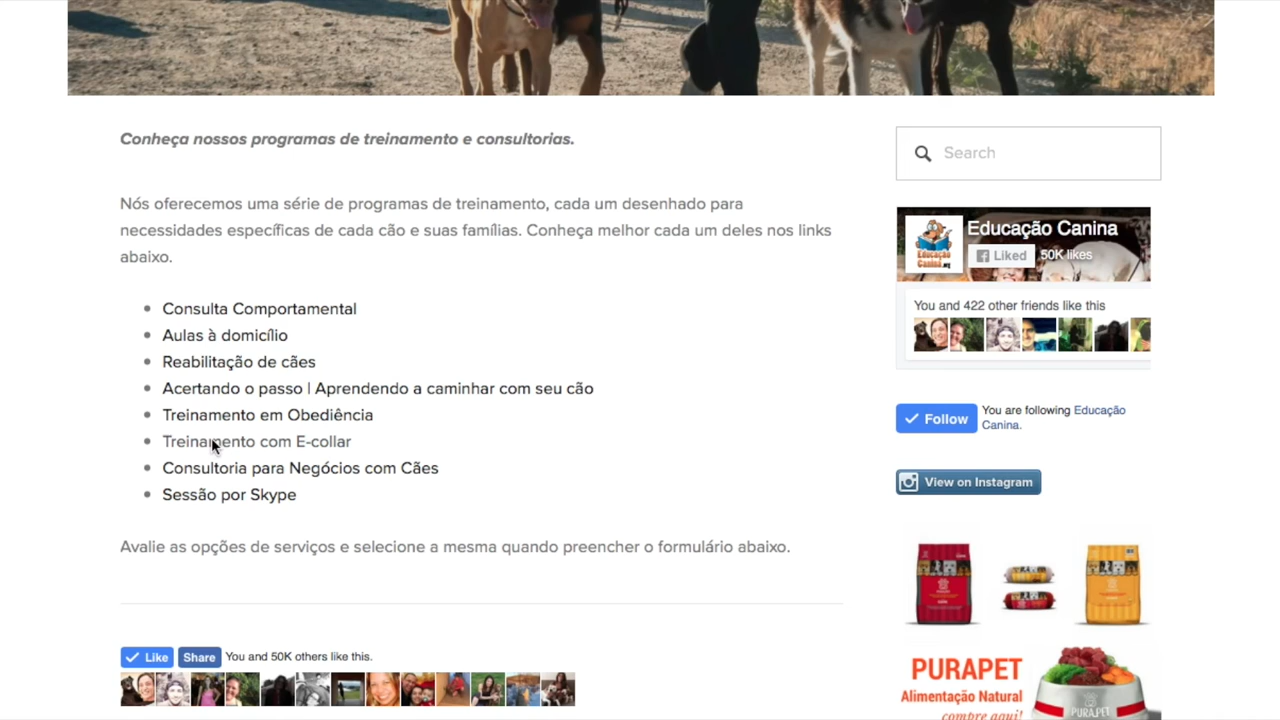 Conheça nossos programas de treinamento e consultorias.
Nós oferecemos uma série de programas de treinamento, cada um desenhado para
necessidades específicas de cada cão e suas famílias. Conheça melhor cada um deles nos links
abaixo.
Consulta Comportamental
Aulas à domicílio
Reabilitação de cães
Acertando o passo | Aprendendo a caminhar com seu cão
Treinamento em Obediência
Treinamento com E-collar
Consultoria para Negócios com Cães
Sessão por Skype
Avalie as opções de serviços e selecione a mesma quando preencher o formulário abaixo.
Like Share You and 50K others like this.
Search
Educação Canina
Educação
Canina
Liked 50K likes
You and 422 other friends like this
Follow
You are following Educação
Canina.
View on Instagram
PURAPET
Alimentação Natural
compre aqui!
PURAPET